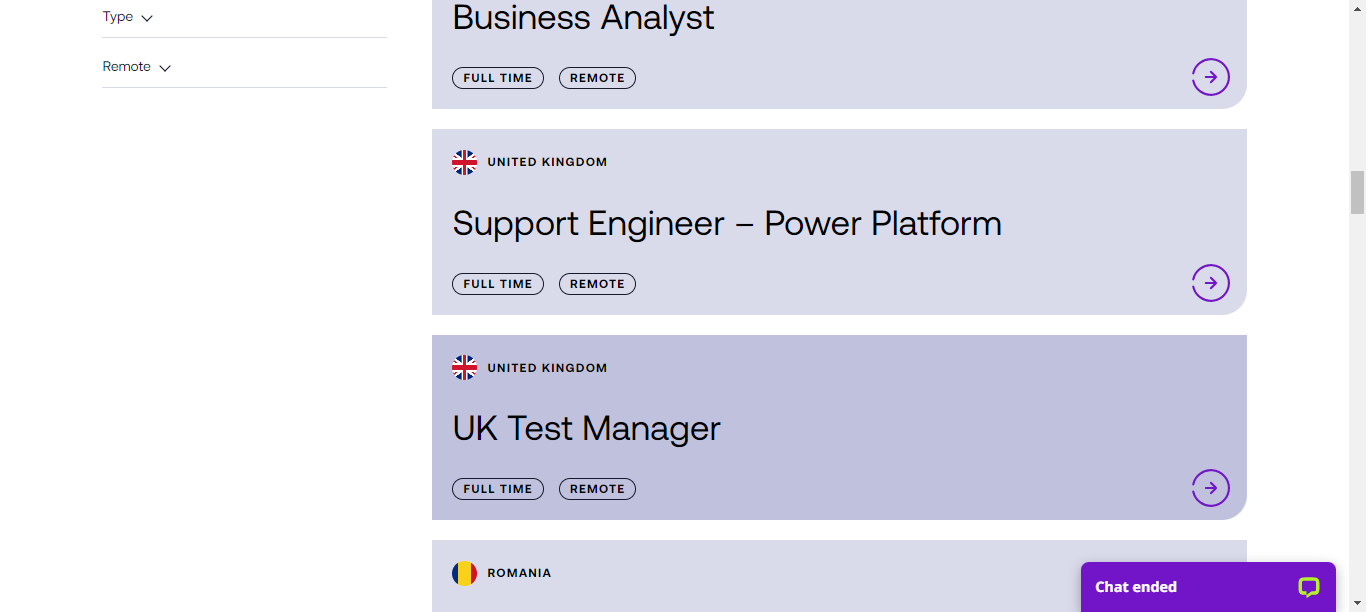 Type
Remote
Business Analyst
FULL TIME
REMOTE
UNITED KINGDOM
Support Engineer – Power Platform
FULL TIME
REMOTE
UNITED KINGDOM
UK Test Manager
FULL TIME
REMOTE
ROMANIA
Chat ended